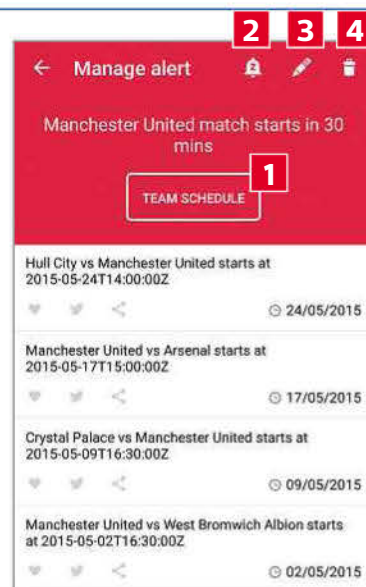 2 3 4
Manage alert
Manchester United match starts in 30
mins
1
TEAM SCHEDULE
Hull City vs Manchester United starts at
2015-05-24T14:00:00Z
24/05/2015
Manchester United vs Arsenal starts at
2015-05-17T15:00:00Z
17/05/2015
Crystal Palace vs Manchester United starts at
2015-05-09T16:30:00Z
09/05/2015
Manchester United vs West Bromwich Albion starts
at 2015-05-02T16:30:00Z
02/05/2015